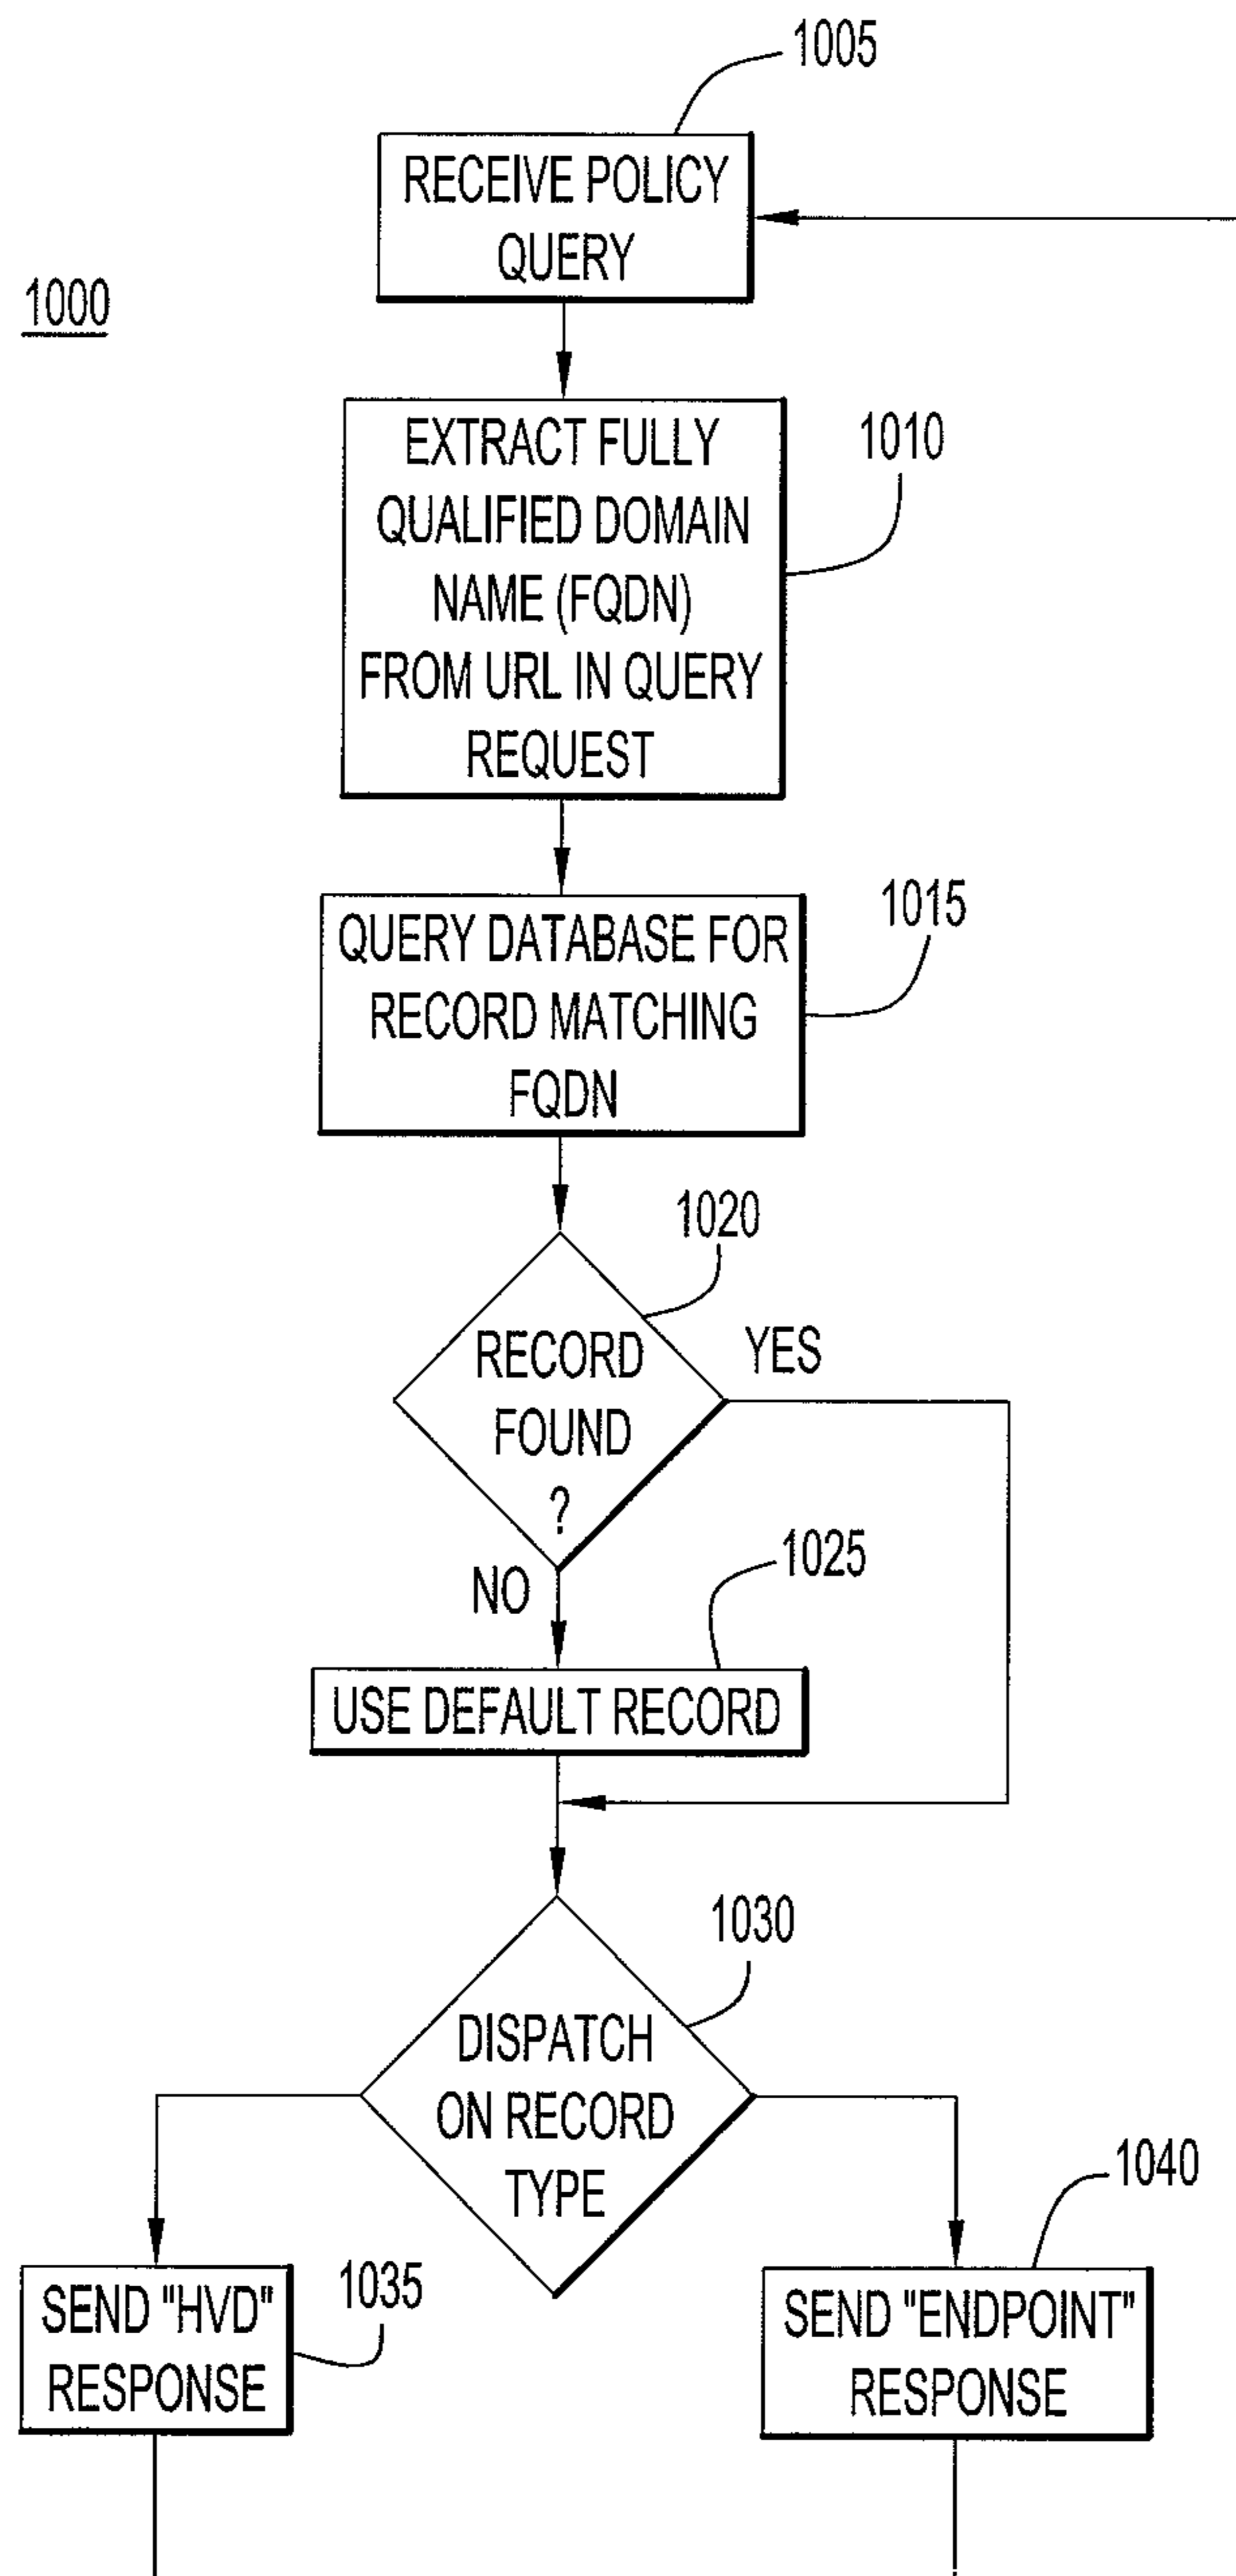 1005
RECEIVE POLICY
QUERY
1000
EXTRACT FULLY
QUALIFIED DOMAIN
NAME (FQDN)
FROM URL IN QUERY
REQUEST
1010
QUERY DATABASE FOR
RECORD MATCHING
FQDN
1015
1020
RECORD
FOUND
?
YES
NO
1025
USE DEFAULT RECORD
1030
DISPATCH
ON RECORD
TYPE
SEND "HVD"
RESPONSE
1035
1040
SEND "ENDPOINT"
RESPONSE